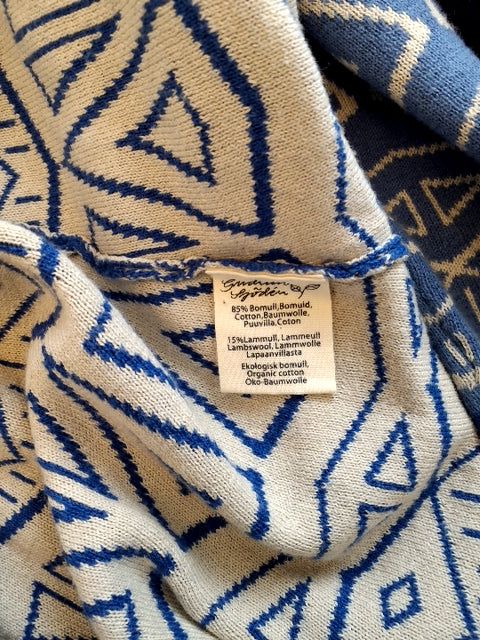 Gudrun
Sjödén
85% Bomull,Bomuld,
Cotton,Baumwolle,
Puuvilla,Coton
15%Lammull,Lammeull
Lambswool, Lammwolle
Lapaanvillasta
Ekologisk bomull,
Organic cotton
Öko-Baumwolle